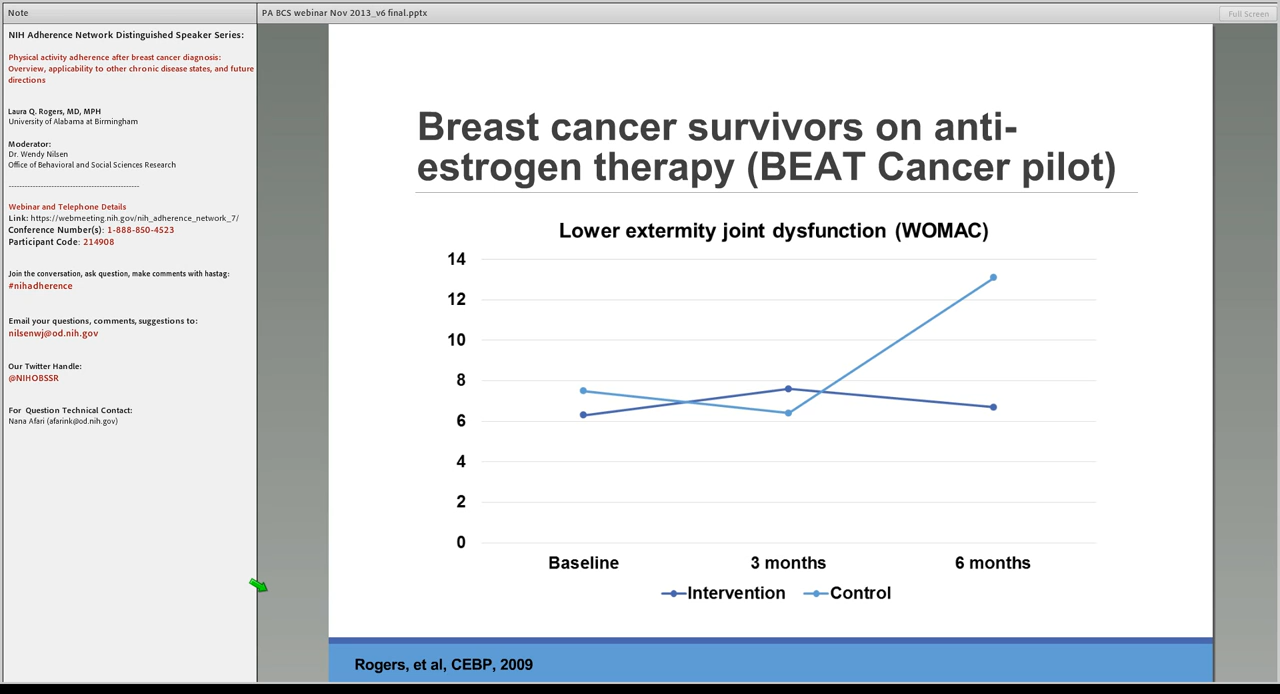 Note
NIH Adherence Network Distinguished Speaker Series:
Physical activity adherence after breast cancer diagnosis:
Overview, applicability to other chronic disease states, and future
directions
Laura Q. Rogers, MD, MPH
University of Alabama at Birmingham
Moderator:
Dr. Wendy Nilsen
Office of Behavioral and Social Sciences Research
--------------------------------------------------
Webinar and Telephone Details
Link: https://webmeeting.nih.gov/nih_adherence_network_7/
Conference Number(s): 1-888-850-4523
Participant Code: 214908
Join the conversation, ask question, make comments with hastag:
#nihadherence
Email your questions, comments, suggestions to:
nilsenwj@od.nih.gov
Our Twitter Handle:
@NIHOBSSR
For Question Technical Contact:
Nana Afari (afarink@od.nih.gov)
PA BCS webinar Nov 2013_v6 final.pptx
Full Screen
Breast cancer survivors on anti-
estrogen therapy (BEAT Cancer pilot)
Lower extermity joint dysfunction (WOMAC)
14
12
10
8
6
4
2
0
Baseline 3 months 6 months
Intervention Control
Rogers, et al, CEBP, 2009